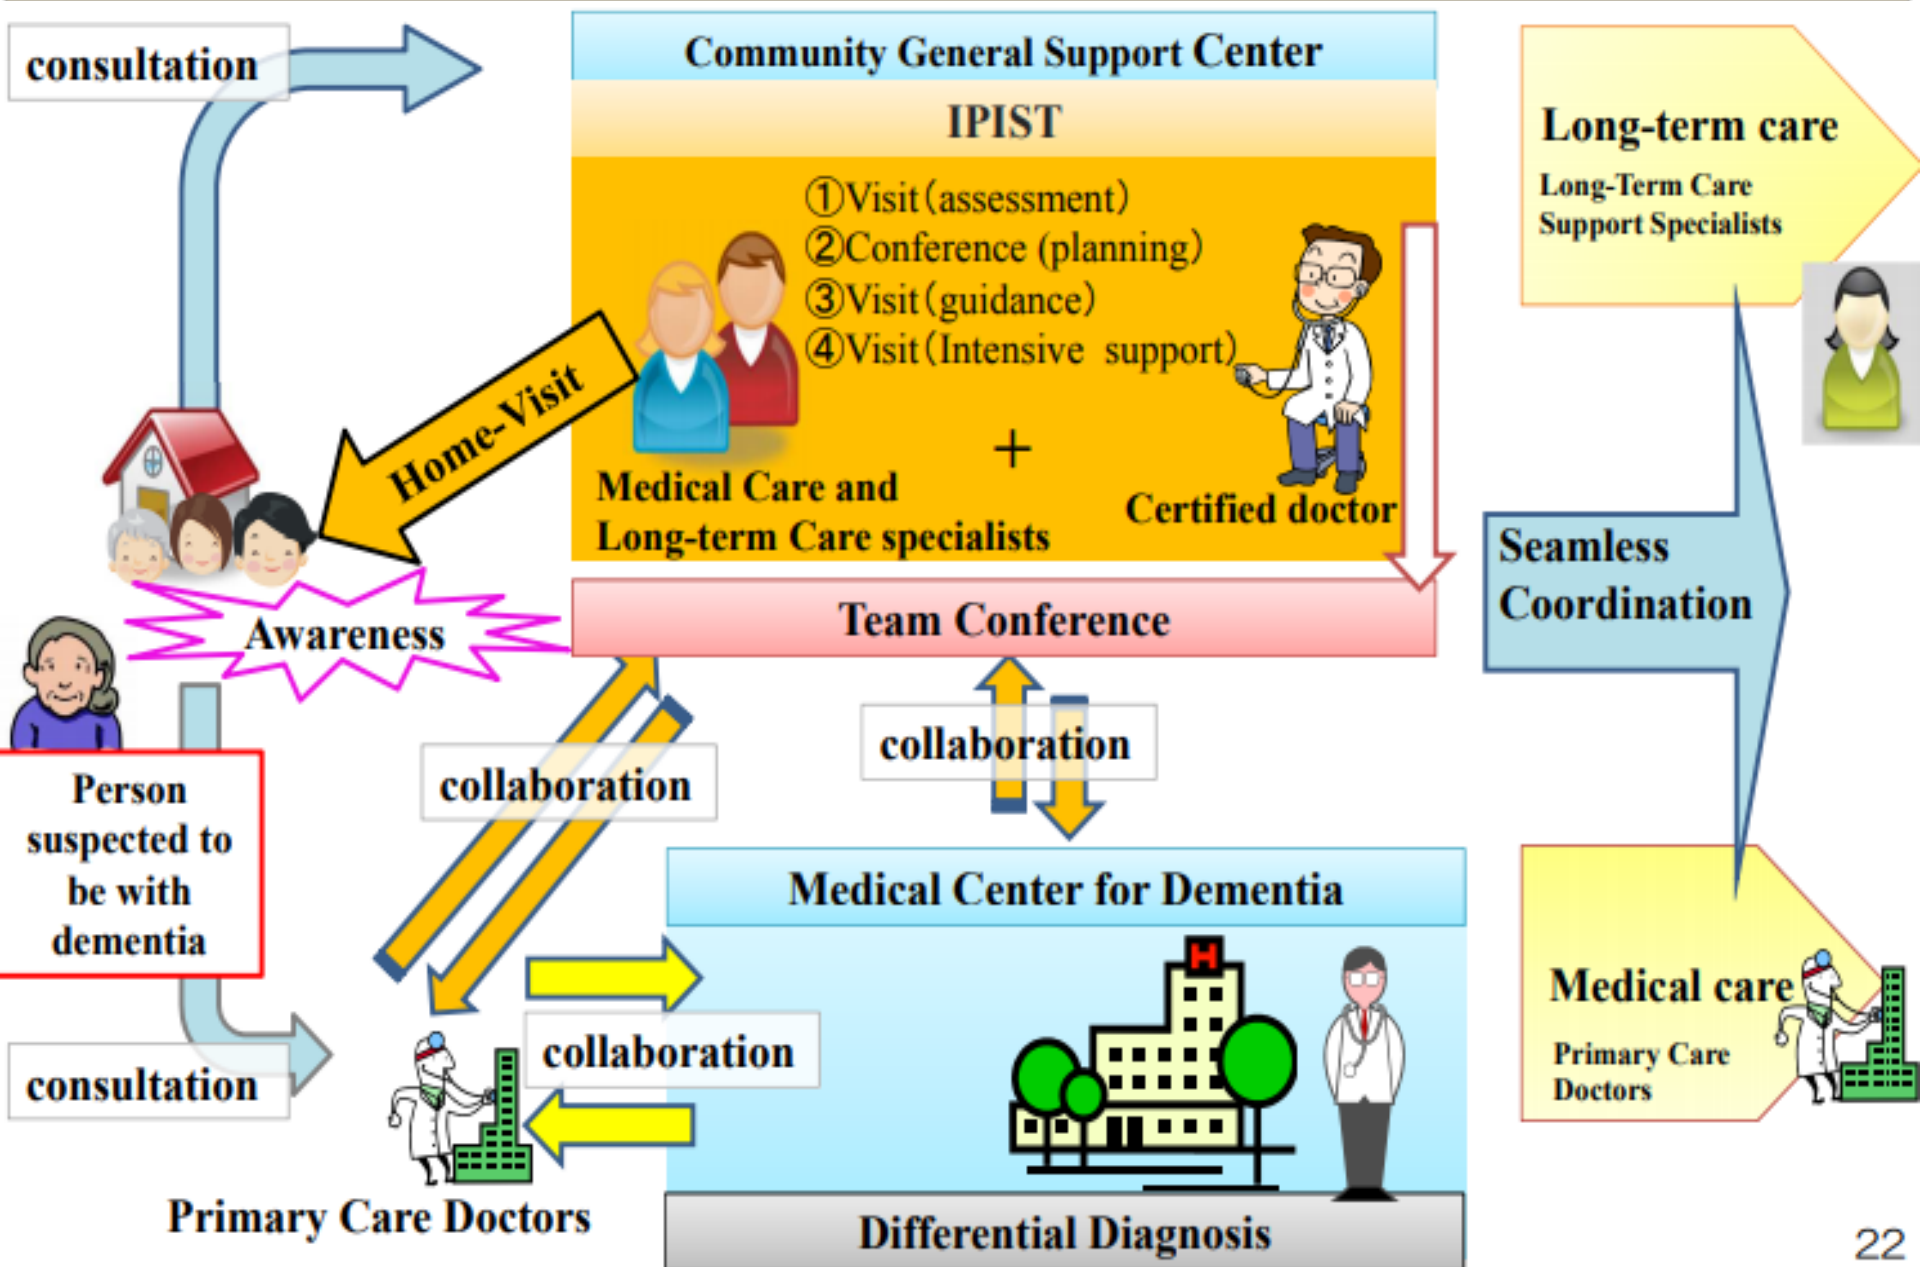 consultation
Community General Support Center
IPIST
①Visit(assessment)
②Conference (planning)
③Visit(guidance)
④Visit(Intensive support)
Home-Visit
+
Medical Care and
Long-term Care specialists
Certified doctor
Team Conference
Awareness
Person
suspected to
be with
dementia
collaboration
collaboration
consultation
collaboration
Primary Care Doctors
Medical Center for Dementia
H
Differential Diagnosis
Long-term care
Long-Term Care
Support Specialists
Seamless
Coordination
Medical care
Primary Care
Doctors
22